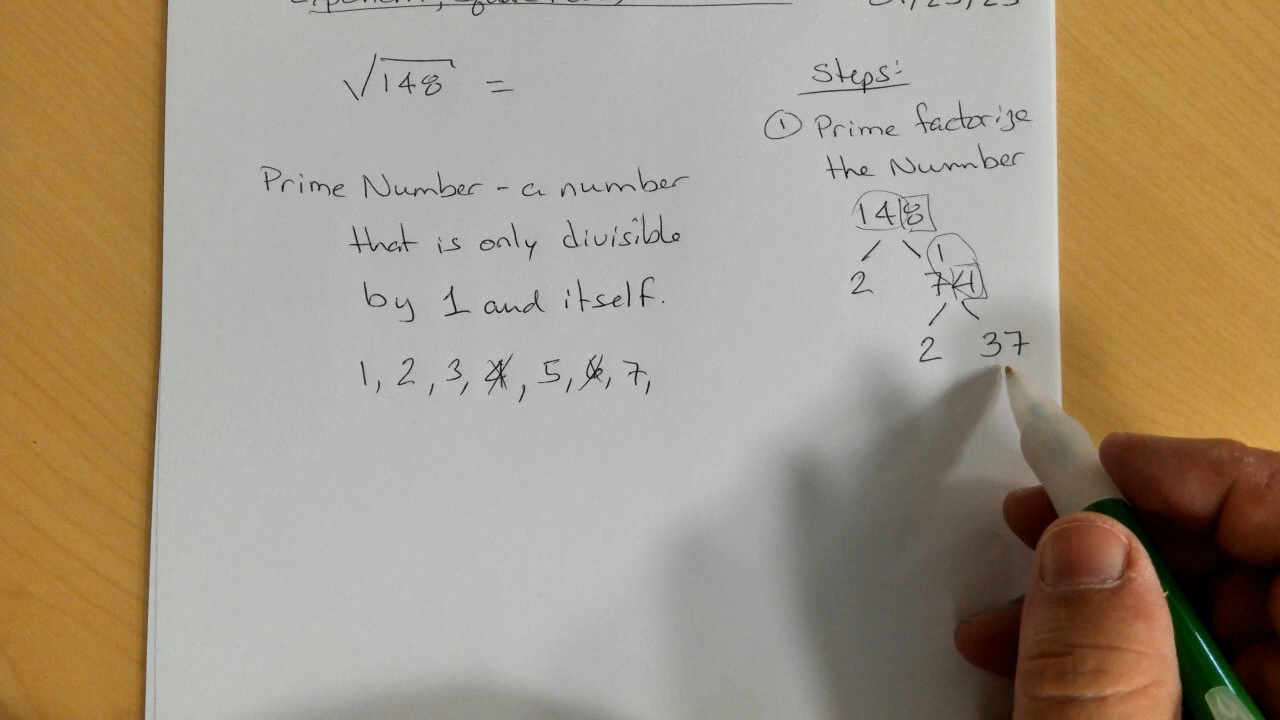 √148 =
Steps:
① Prime factorize
the Number
148
2 74
1
2 37
Prime Number - a number
that is only divisible
by 1 and itself.
1, 2, 3, 4, 5, 6, 7,